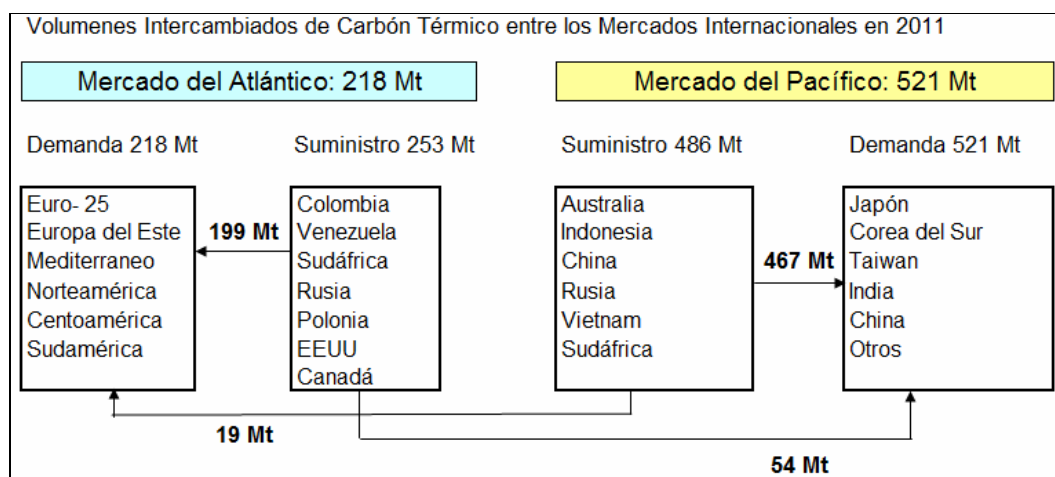 Volumenes Intercambiados de Carbón Térmico entre los Mercados Internacionales en 2011
Mercado del Atlántico: 218 Mt
Mercado del Pacífico: 521 Mt
Demanda 218 Mt
Suministro 253 Mt
Suministro 486 Mt
Demanda 521 Mt
Euro- 25
Europa del Este
Mediterraneo
Norteamérica
Centoamérica
Sudamérica
199 Mt
Colombia
Venezuela
Sudáfrica
Rusia
Polonia
EEUU
Canadá
Australia
Indonesia
China
Rusia
Vietnam
Sudáfrica
467 Mt
Japón
Corea del Sur
Taiwan
India
China
Otros
19 Mt
54 Mt